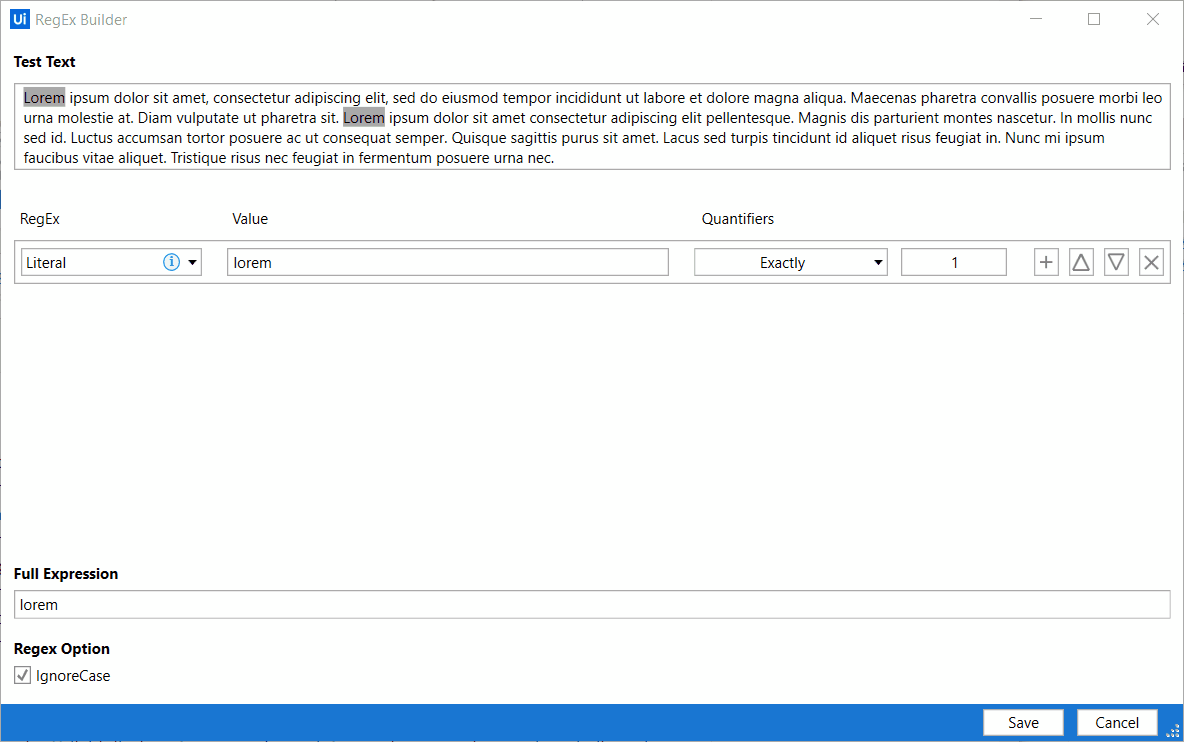 Ui RegEx Builder
Test Text
Lorem ipsum dolor sit amet, consectetur adipiscing elit, sed do eiusmod tempor incididunt ut labore et dolore magna aliqua. Maecenas pharetra convallis posuere morbi leo
urna molestie at. Diam vulputate ut pharetra sit. Lorem ipsum dolor sit amet consectetur adipiscing elit pellentesque. Magnis dis parturient montes nascetur. In mollis nunc
sed id. Luctus accumsan tortor posuere ac ut consequat semper. Quisque sagittis purus sit amet. Lacus sed turpis tincidunt id aliquet risus feugiat in. Nunc mi ipsum
faucibus vitae aliquet. Tristique risus nec feugiat in fermentum posuere urna nec.
RegEx Value Quantifiers
Literal lorem Exactly 1
Full Expression
lorem
Regex Option
IgnoreCase
Save Cancel